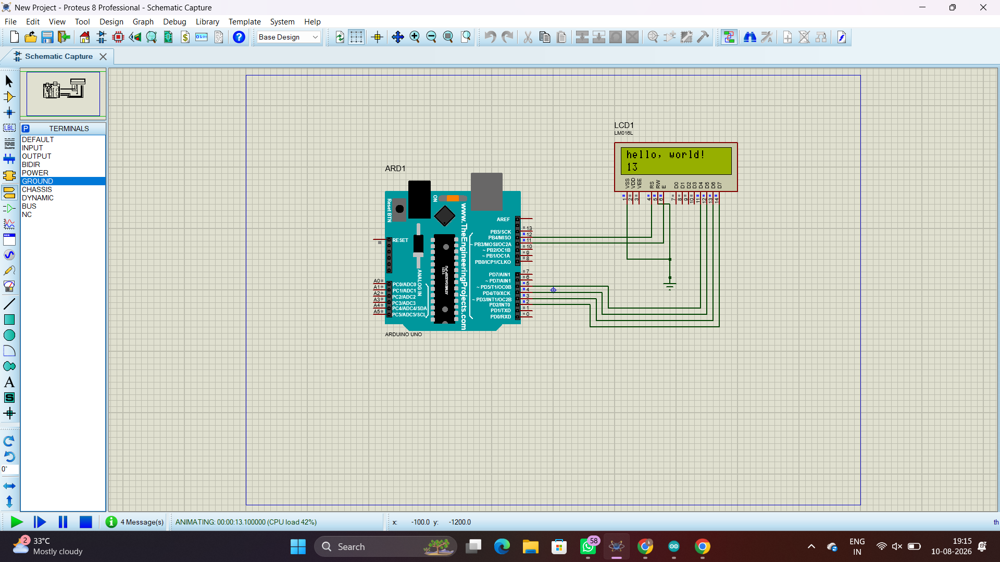 New Project - Proteus 8 Professional - Schematic Capture
File Edit View Tool Design Graph Debug Library Template System Help
Base Design
Schematic Capture
P TERMINALS
DEFAULT
INPUT
OUTPUT
BIDIR
POWER
GROUND
CHASSIS
DYNAMIC
BUS
NC
LBL
A
S
0°
LCD1
LM016L
hello, world!
13
VSS
VDD
VEE
RS
RW
E
D0
D1
D2
D3
D4
D5
D6
D7
1
2
3
4
5
6
7
8
9
10
11
12
13
14
ARD1
Reset BTN
ON
www.TheEngineeringProjects.com
RESET
ANALOG IN
1121
ATMEGA328P-PU
AREF
PB5/SCK 13
PB4/MISO 12
~ PB3/MOSI/OC2A 11
~ PB2/OC1B 10
~ PB1/OC1A 9
PB0/ICP1/CLKO 8
PD7/AIN1 7
~ PD7/AIN1 6
~ PD5/T1/OC0B 5
PD4/T0/XCK 4
~ PD3/INT1/OC2B 3
PD2/INT0 2
PD1/TXD 1
PD0/RXD 0
A0 PC0/ADC0
A1 PC1/ADC1
A2 PC2/ADC2
A3 PC3/ADC3
A4 PC4/ADC4/SDA
A5 PC5/ADC5/SCL
ARDUINO UNO
4 Message(s) ANIMATING: 00:00:13.100000 (CPU load 42%) x: -100.0 y: -1200.0 th
2
33°C
Mostly cloudy
Search
58
ENG
IN
19:15
10-08-2026